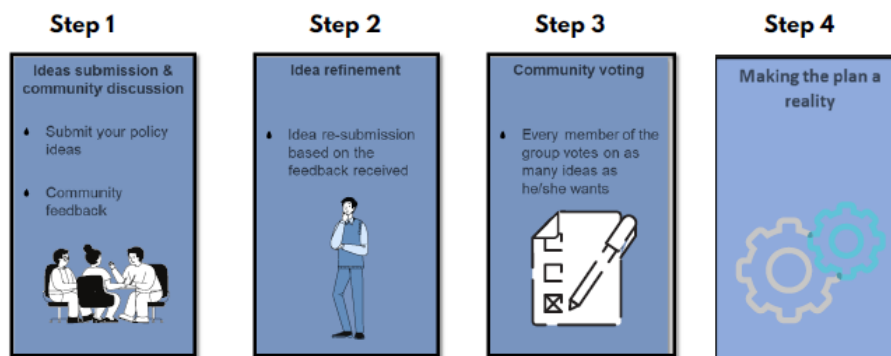 Step 1
Ideas submission &
community discussion
Submit your policy
ideas
Community
feedback
Step 2
Idea refinement
Idea re-submission
based on the
feedback received
Step 3
Community voting
Every member of the
group votes on as
many ideas as
he/she wants
Step 4
Making the plan a
reality